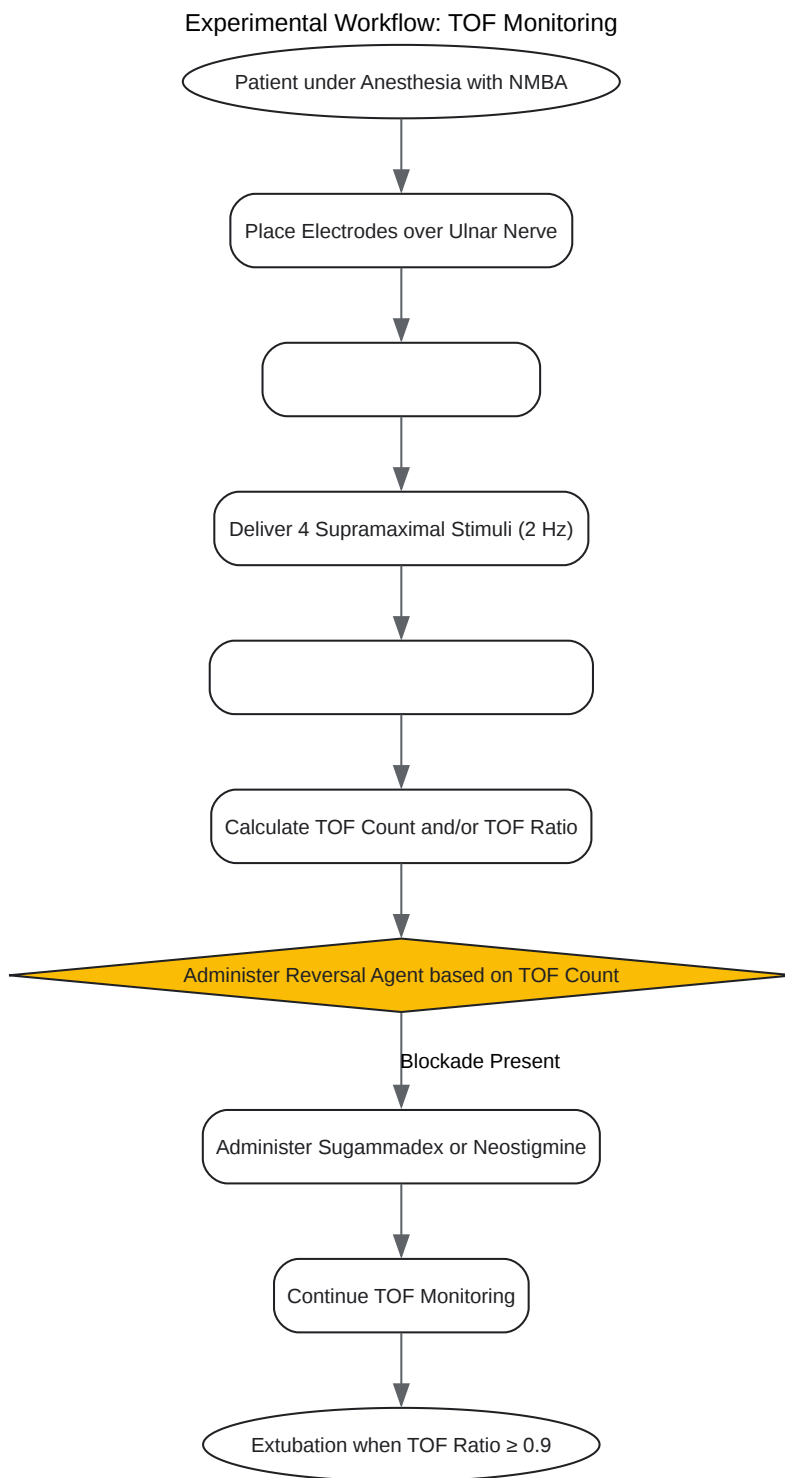 Experimental Workflow: TOF Monitoring
Patient under Anesthesia with NMBA
Place Electrodes over Ulnar Nerve
Deliver 4 Supramaximal Stimuli (2 Hz)
Calculate TOF Count and/or TOF Ratio
Administer Reversal Agent based on TOF Count
Blockade Present
Administer Sugammadex or Neostigmine
Continue TOF Monitoring
Extubation when TOF Ratio ≥ 0.9